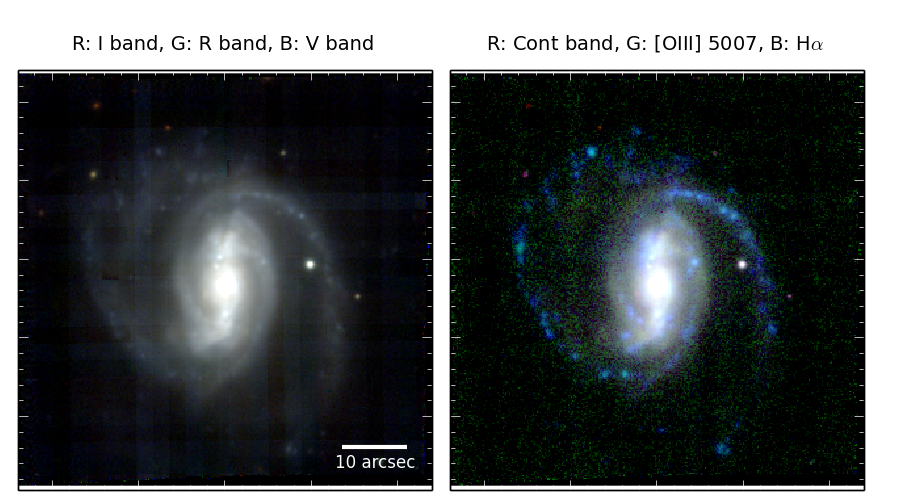 R: I band, G: R band, B: V band
R: Cont band, G: [OIII] 5007, B: Hα
10 arcsec